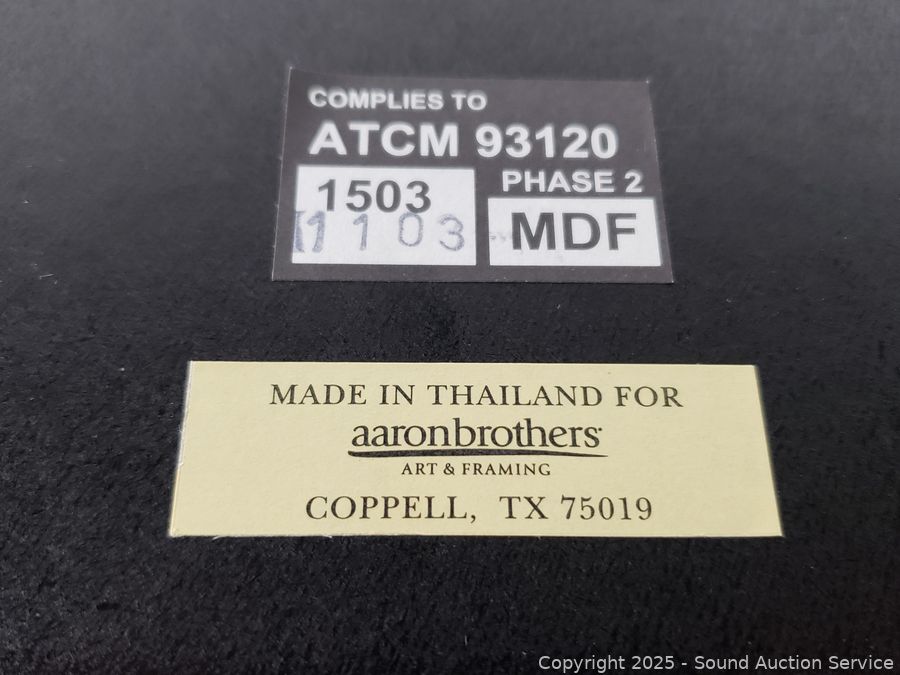 COMPLIES TO
ATCM 93120
PHASE 2
1503
1103
MDF
MADE IN THAILAND FOR
aaronbrothers
ART & FRAMING
COPPELL, TX 75019
Copyright 2025 - Sound Auction Service